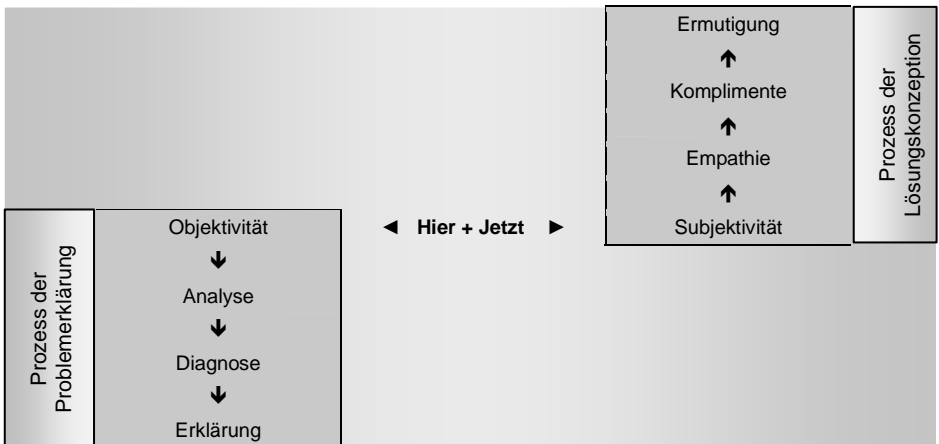 Ermutigung
🡑
Komplimente
🡑
Empathie
🡑
Subjektivität
Prozess der
Lösungskonzeption
◄ Hier + Jetzt ►
Prozess der
Problemerklärung
Objektivität
🡓
Analyse
🡓
Diagnose
🡓
Erklärung